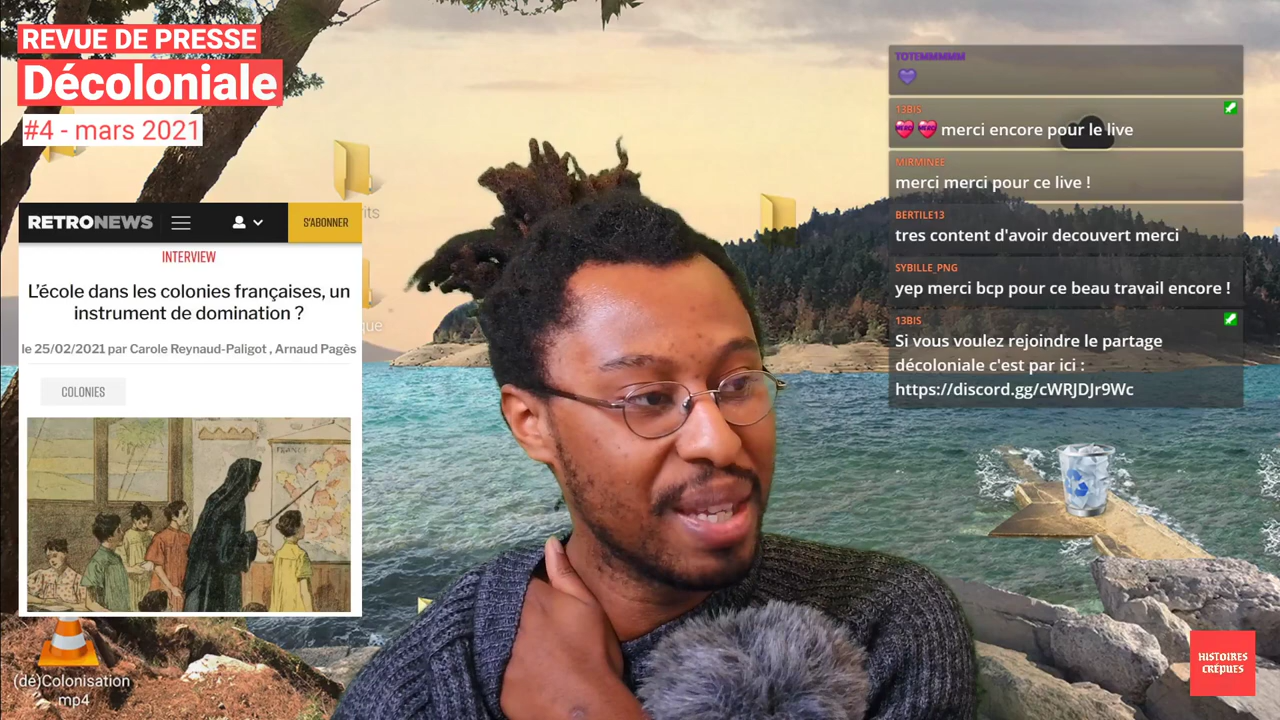 REVUE DE PRESSE
Décoloniale
#4 - mars 2021
RETRONEWS
S'ABONNER
INTERVIEW
L'école dans les colonies françaises, un
instrument de domination ?
le 25/02/2021 par Carole Reynaud-Paligot , Arnaud Pagès
COLONIES
FRANCE
(dé)Colonisation
mp4
TOTEMMMMM
13BIS
MERCI MERCI merci encore pour le live
MIRMINEE
merci merci pour ce live !
BERTILE13
tres content d'avoir decouvert merci
SYBILLE_PNG
yep merci bcp pour ce beau travail encore !
13BIS
Si vous voulez rejoindre le partage
décoloniale c'est par ici :
https://discord.gg/cWRJDJr9Wc
HISTOIRES
CRÉPUES